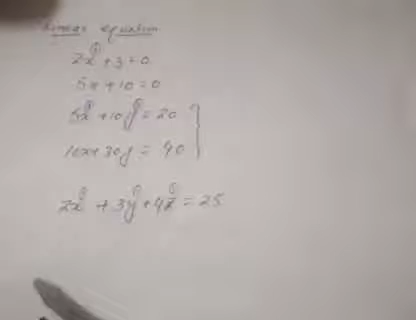 Linear equation
2x + 3 = 0
5x + 10 = 0
5x + 10y = 20
10x + 30y = 40
2x + 3y + 4z = 25